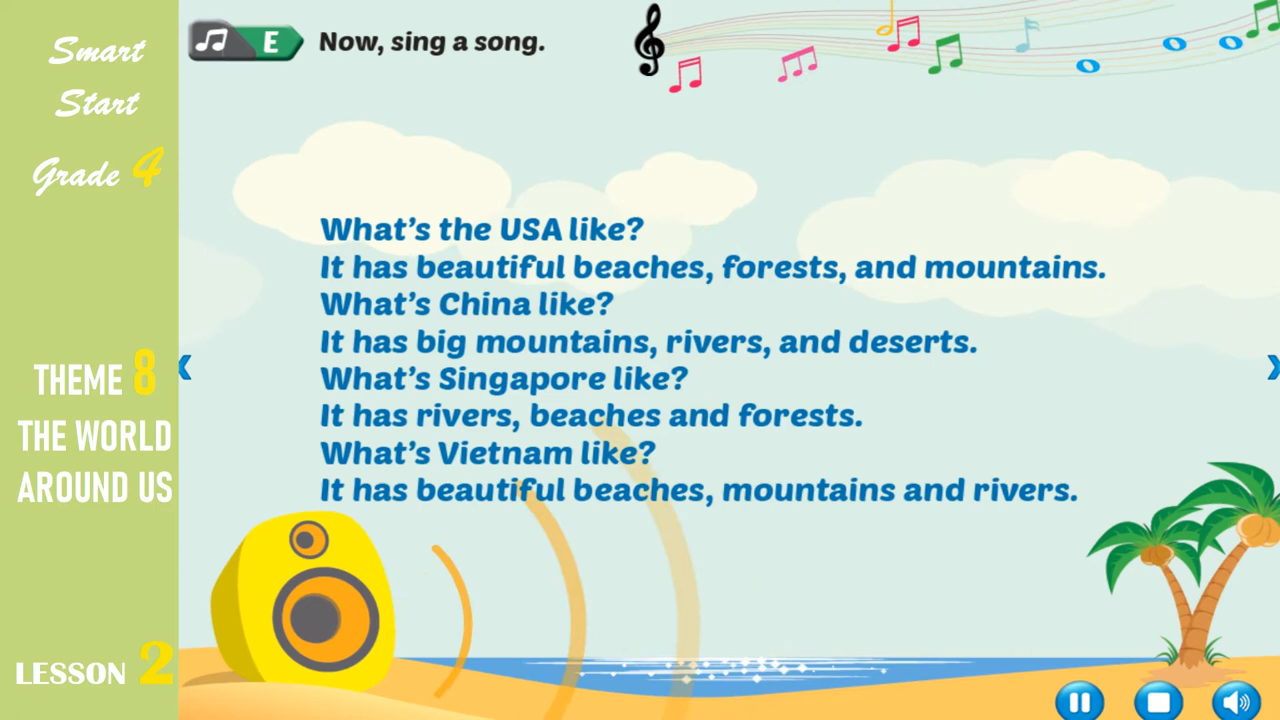 Smart
Start
Grade 4
THEME 8
THE WORLD
AROUND US
LESSON 2
E Now, sing a song.
What's the USA like?
It has beautiful beaches, forests, and mountains.
What's China like?
It has big mountains, rivers, and deserts.
What's Singapore like?
It has rivers, beaches and forests.
What's Vietnam like?
It has beautiful beaches, mountains and rivers.